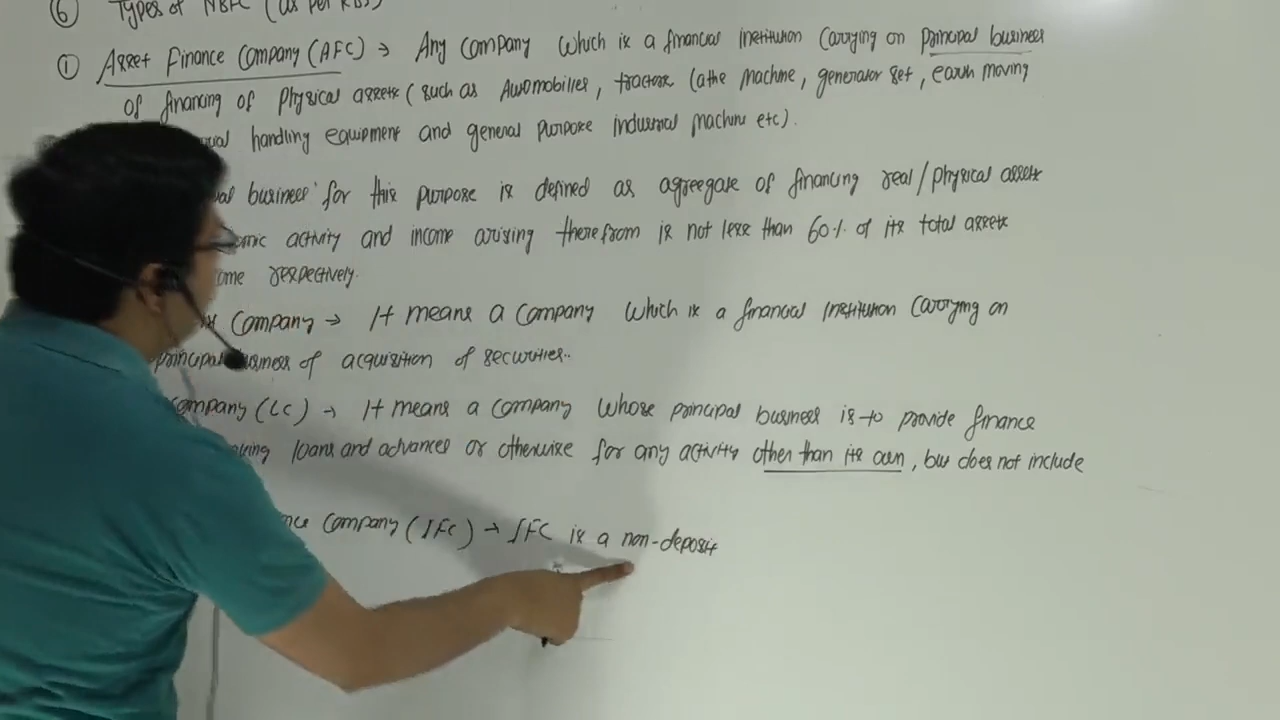 ⑥ Types of NBFC (as per RBI)
① Asset Finance Company (AFC) → Any Company which is a financial institution carrying on principal business
of financing of physical assets (such as Automobiles, tractors, lathe machine, generator set, earth moving
handling equipment and general purpose industrial machine etc).
business' for this purpose is defined as agreegate of financing real/physical assets
activity and income arising therefrom is not less than 60% of its total assets
respectively.
Company → It means a Company which is a financial institution carrying on
principal business of acquisition of securities..
Company (LC) → It means a company whose principal business is to provide finance
loans and advances or otherwise for any activity other than its own, but does not include
Company (IFC) → IFC is a non-deposit